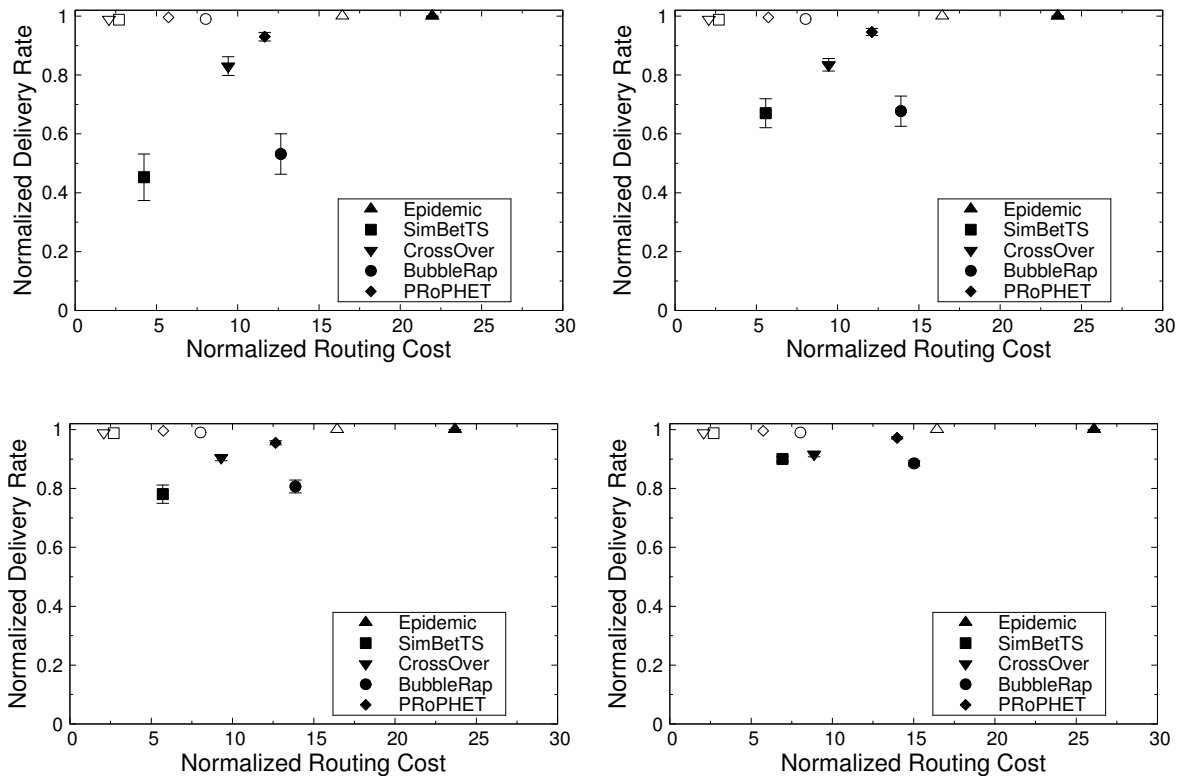 Normalized Delivery Rate
1
0.8
0.6
0.4
0.2
0
Epidemic
SimBetTS
CrossOver
BubbleRap
PRoPHET
0 5 10 15 20 25 30
Normalized Routing Cost
Normalized Delivery Rate
1
0.8
0.6
0.4
0.2
0
Epidemic
SimBetTS
CrossOver
BubbleRap
PRoPHET
0 5 10 15 20 25 30
Normalized Routing Cost
Normalized Delivery Rate
1
0.8
0.6
0.4
0.2
0
Epidemic
SimBetTS
CrossOver
BubbleRap
PRoPHET
0 5 10 15 20 25 30
Normalized Routing Cost
Normalized Delivery Rate
1
0.8
0.6
0.4
0.2
0
Epidemic
SimBetTS
CrossOver
BubbleRap
PRoPHET
0 5 10 15 20 25 30
Normalized Routing Cost